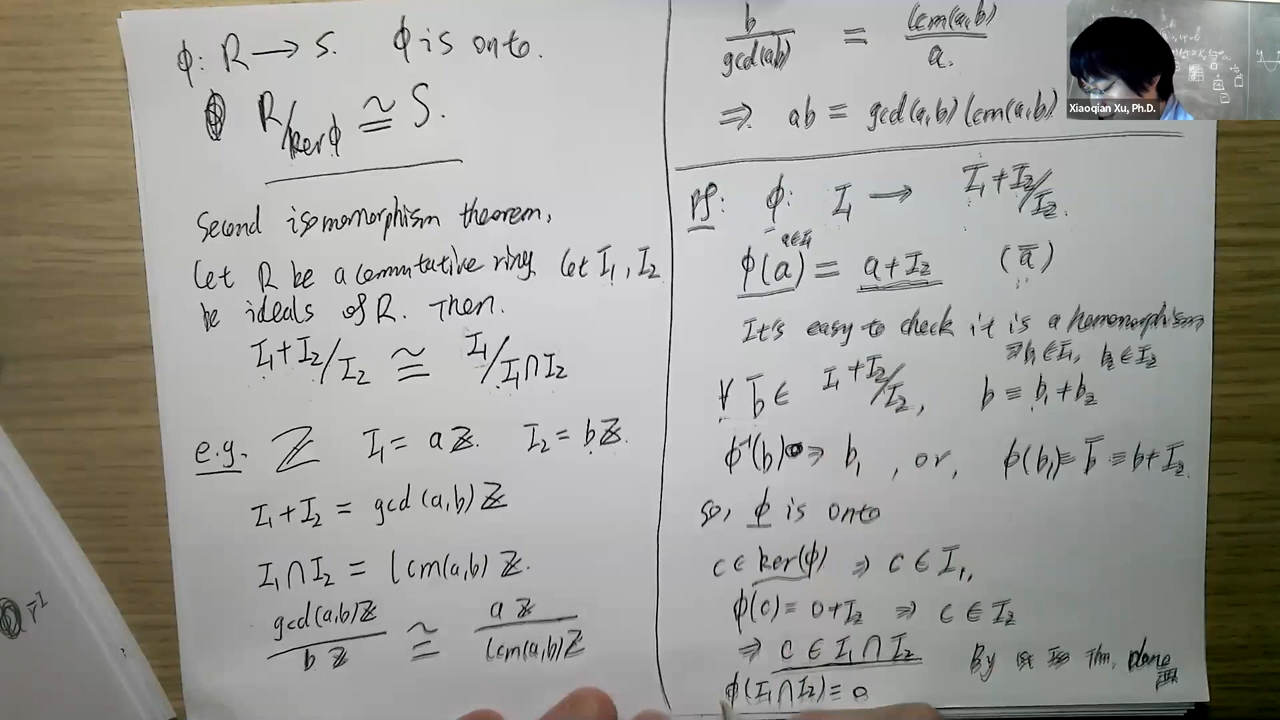 ϕ: R → S. ϕ is onto.
R/kerϕ ≅ S.
Second isomomorphism theorem,
Let R be a commutative ring let I₁, I₂
be ideals of R. Then.
I₁+I₂/I₂ ≅ I₁/I₁∩I₂
e.g. ℤ I₁ = aℤ. I₂ = bℤ.
I₁+I₂ = gcd(a,b)ℤ
I₁∩I₂ = lcm(a,b)ℤ.
gcd(a,b)ℤ/bℤ ≅ aℤ/lcm(a,b)ℤ
b/gcd(a,b) = lcm(a,b)/a.
⇒ ab = gcd(a,b) lcm(a,b)
Xiaoqian Xu, Ph.D.
pf: ϕ: I₁ → I₁+I₂/I₂.
a∈I₁
ϕ(a) = a+I₂ (ā)
It's easy to check it is a homomorphism
∃b₁∈I₁, b₂∈I₂
∀ b̄ ∈ I₁+I₂/I₂, b = b₁+b₂
ϕ⁻¹(b) ⇒ b₁, or, ϕ(b₁)= b̄ = b+I₂.
so, ϕ is onto
c∈ker(ϕ) ⇒ c ∈ I₁,
ϕ(c) = 0+I₂ ⇒ c ∈ I₂
⇒ c ∈ I₁∩I₂ By 1st Iso Thm,
ϕ(I₁∩I₂) = 0